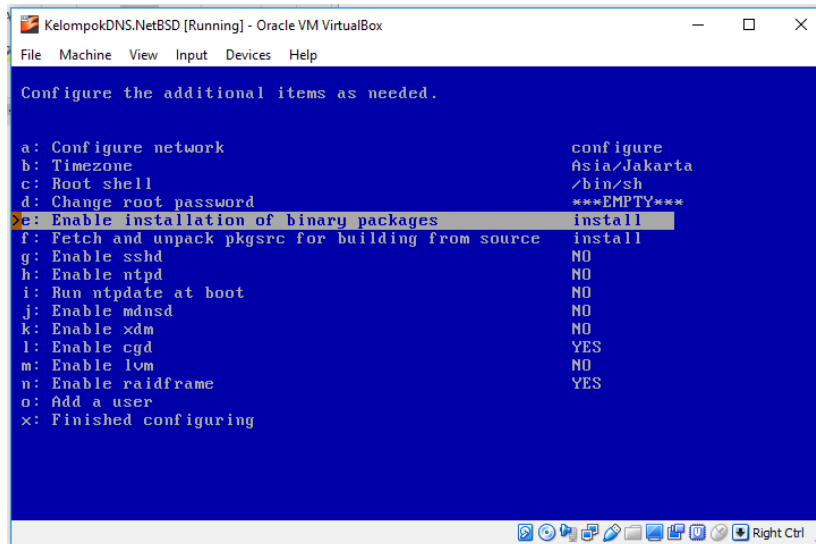 KelompokDNS.NetBSD [Running] - Oracle VM VirtualBox
File Machine View Input Devices Help
Configure the additional items as needed.
a: Configure network configure
b: Timezone Asia/Jakarta
c: Root shell /bin/sh
d: Change root password ***EMPTY***
>e: Enable installation of binary packages install
f: Fetch and unpack pkgsrc for building from source install
g: Enable sshd NO
h: Enable ntpd NO
i: Run ntpdate at boot NO
j: Enable mdnsd NO
k: Enable xdm NO
l: Enable cgd YES
m: Enable lvm NO
n: Enable raidframe YES
o: Add a user
x: Finished configuring
Right Ctrl